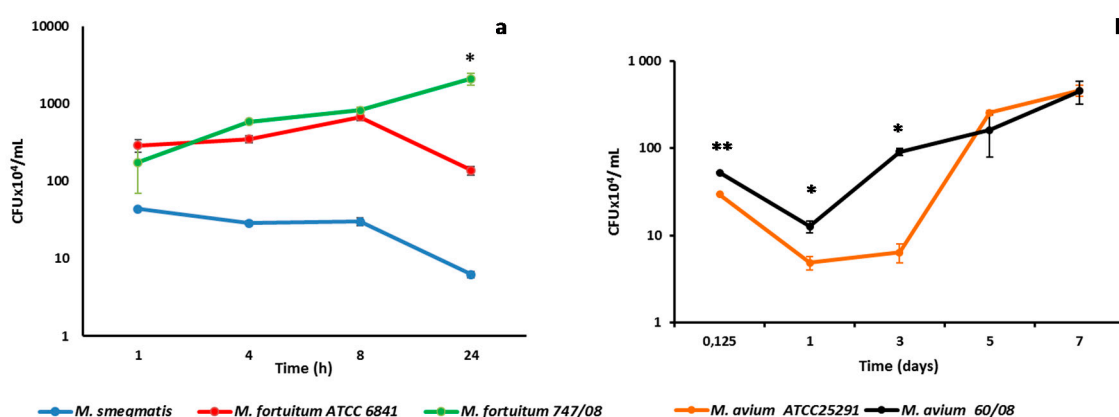 a
10000
1000
100
10
1
CFUx10⁴/mL
*
1 4 8 24
Time (h)
M. smegmatis M. fortuitum ATCC 6841 M. fortuitum 747/08
1 000
100
10
1
CFUx10⁴/mL
**
*
*
0,125 1 3 5 7
Time (days)
M. avium ATCC25291 M. avium 60/08